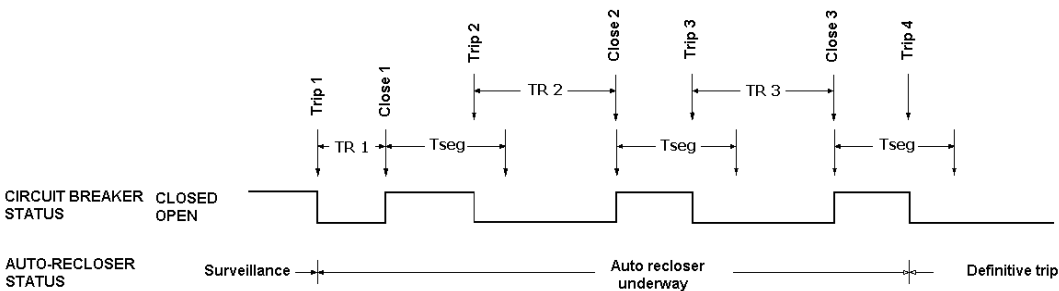 Trip 1
Close 1
Trip 2
Close 2
Trip 3
Close 3
Trip 4
TR 2
TR 3
TR 1
Tseg
Tseg
Tseg
CIRCUIT BREAKER
STATUS
CLOSED
OPEN
AUTO-RECLOSER
STATUS
Surveillance
Auto recloser
underway
Definitive trip